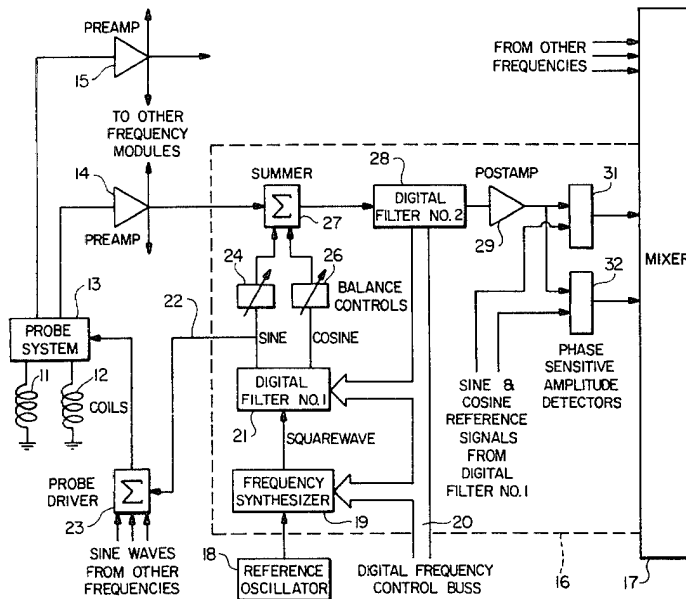 PREAMP
15
TO OTHER
FREQUENCY
MODULES
14
PREAMP
13
PROBE
SYSTEM
11
12
COILS
PROBE
DRIVER
23
SINE WAVES
FROM OTHER
FREQUENCIES
22
SUMMER
Σ
27
24
26
BALANCE
CONTROLS
SINE
COSINE
DIGITAL
FILTER NO.1
21
SQUAREWAVE
FREQUENCY
SYNTHESIZER
19
18
REFERENCE
OSCILLATOR
Σ
28
DIGITAL
FILTER NO.2
POSTAMP
29
20
DIGITAL FREQUENCY
CONTROL BUSS
FROM OTHER
FREQUENCIES
31
32
PHASE
SENSITIVE
AMPLITUDE
DETECTORS
SINE &
COSINE
REFERENCE
SIGNALS
FROM
DIGITAL
FILTER NO.1
MIXER
16
17